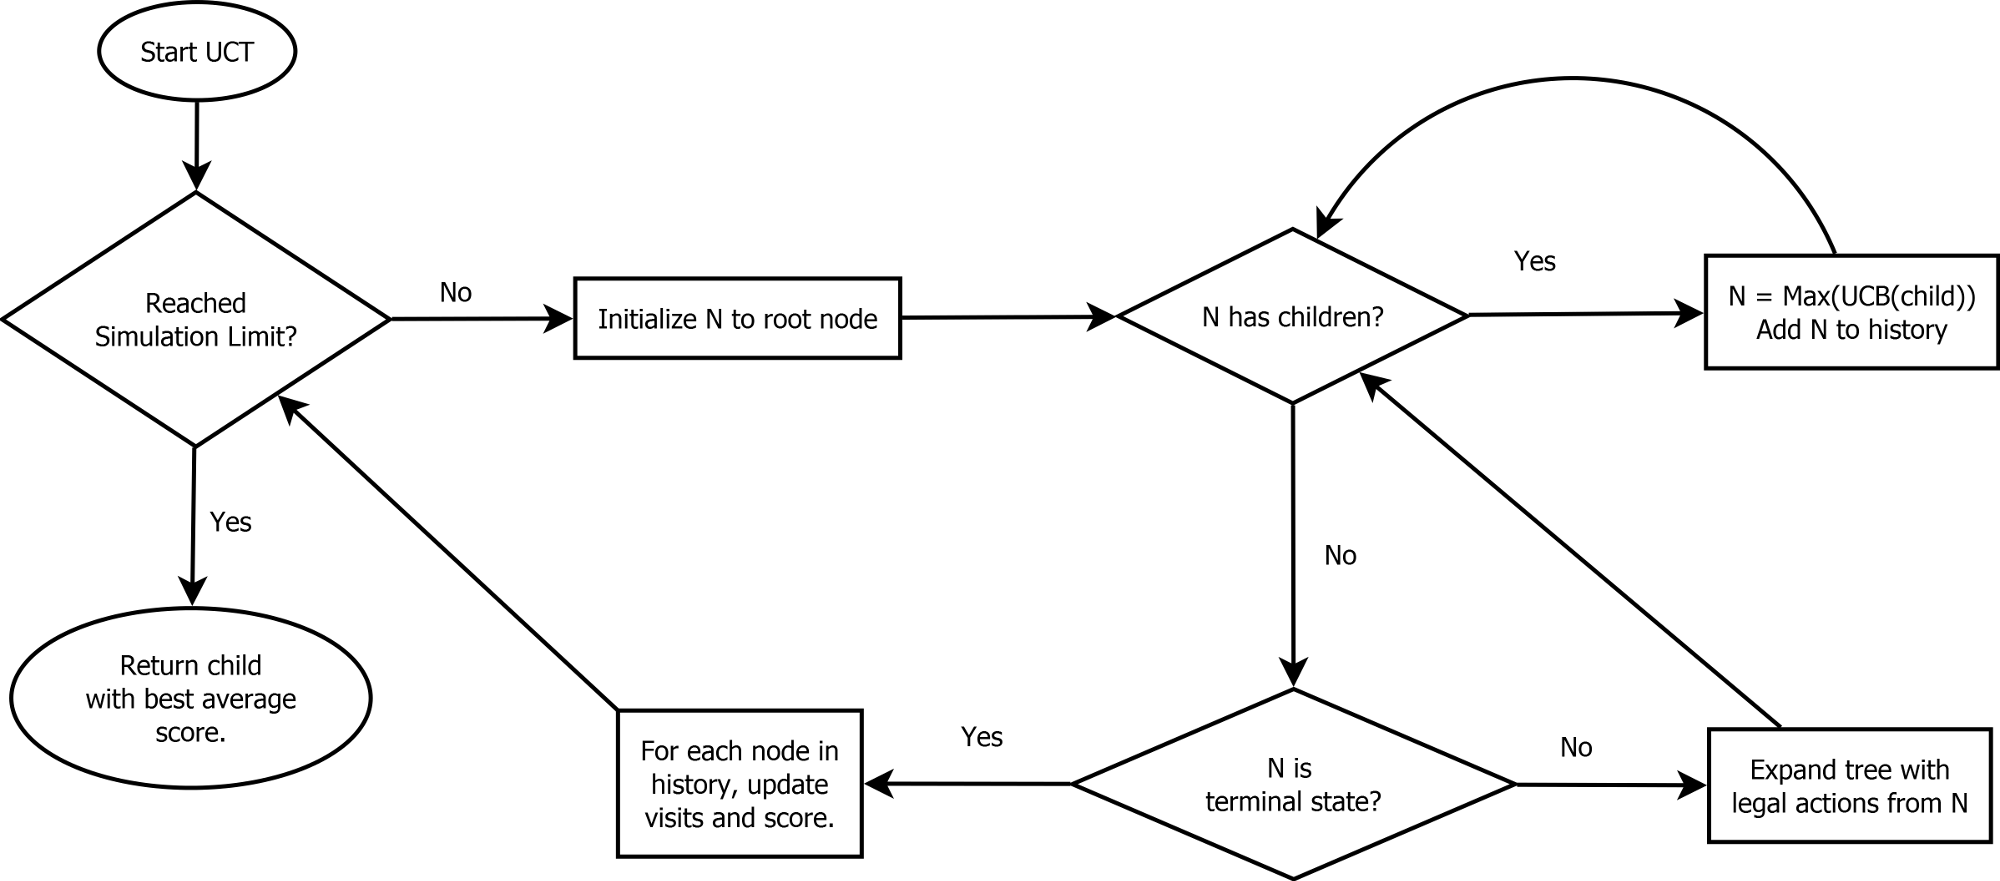 Start UCT
Reached
Simulation Limit?
No
Initialize N to root node
N has children?
Yes
N = Max(UCB(child))
Add N to history
Yes
No
Return child
with best average
score.
For each node in
history, update
visits and score.
Yes
N is
terminal state?
No
Expand tree with
legal actions from N